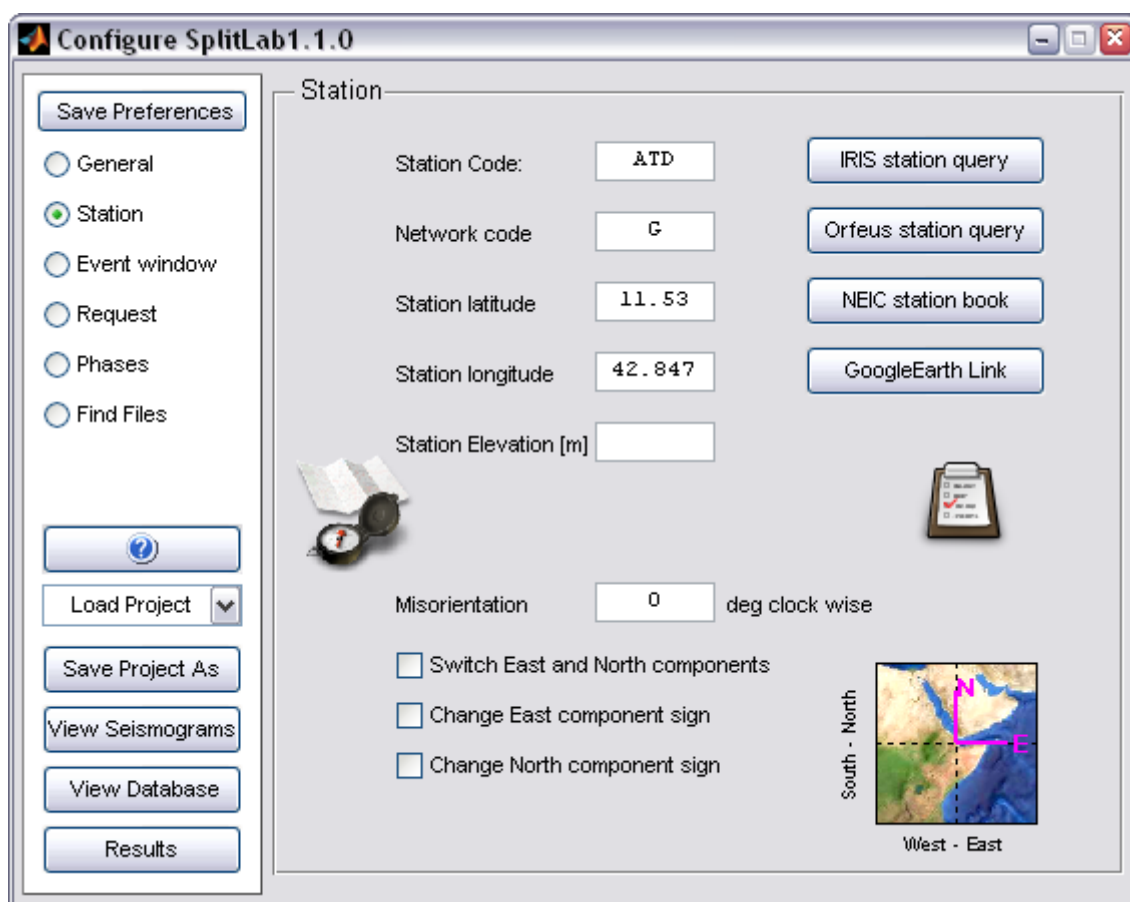 Configure SplitLab1.1.0
Save Preferences
General
Station
Event window
Request
Phases
Find Files
Load Project
Save Project As
View Seismograms
View Database
Results
Station
Station Code: ATD IRIS station query
Network code G Orfeus station query
Station latitude 11.53 NEIC station book
Station longitude 42.847 GoogleEarth Link
Station Elevation [m]
Misorientation 0 deg clock wise
Switch East and North components
Change East component sign
Change North component sign
South - North
N
E
West - East